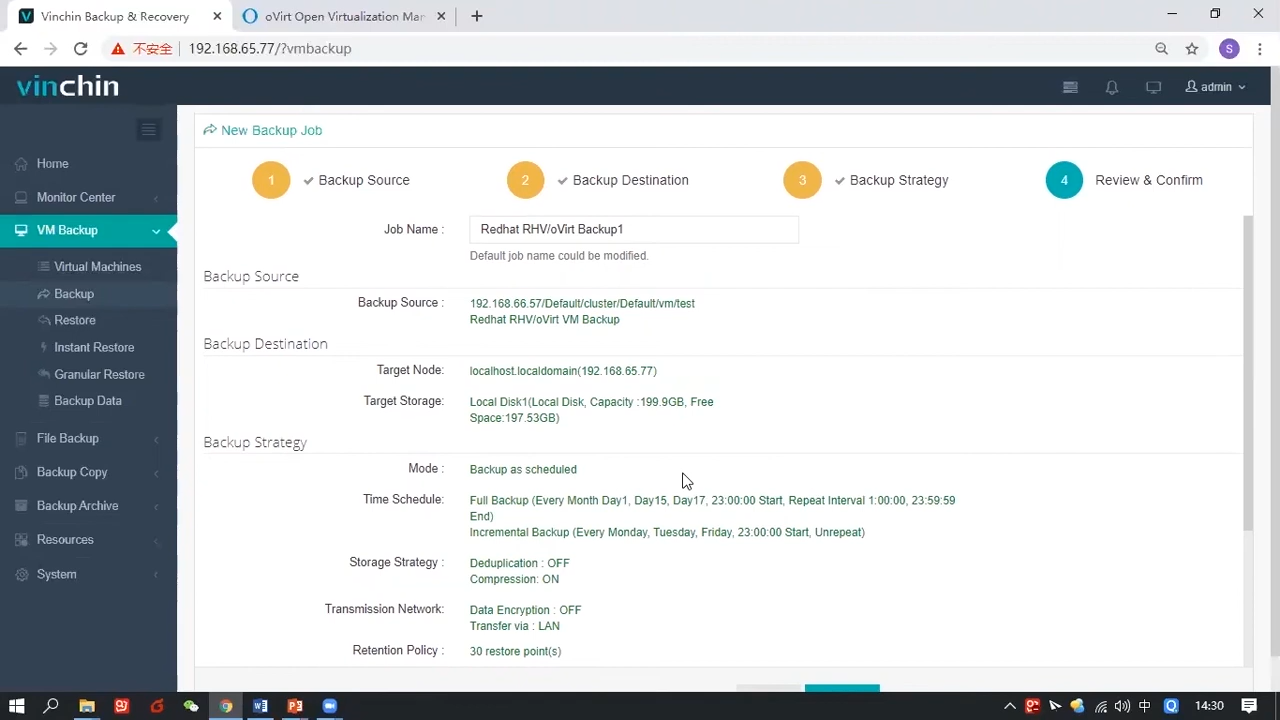 Vinchin Backup & Recovery
oVirt Open Virtualization Mar
不安全 192.168.65.77/?vmbackup
S
vinchin
admin
New Backup Job
1 Backup Source
2 Backup Destination
3 Backup Strategy
4 Review & Confirm
Home
Monitor Center
VM Backup
Virtual Machines
Backup
Restore
Instant Restore
Granular Restore
Backup Data
File Backup
Backup Copy
Backup Archive
Resources
System
Job Name : Redhat RHV/oVirt Backup1
Default job name could be modified.
Backup Source
Backup Source : 192.168.66.57/Default/cluster/Default/vm/test
Redhat RHV/oVirt VM Backup
Backup Destination
Target Node: localhost.localdomain(192.168.65.77)
Target Storage: Local Disk1(Local Disk, Capacity :199.9GB, Free
Space:197.53GB)
Backup Strategy
Mode : Backup as scheduled
Time Schedule: Full Backup (Every Month Day1, Day15, Day17, 23:00:00 Start, Repeat Interval 1:00:00, 23:59:59
End)
Incremental Backup (Every Monday, Tuesday, Friday, 23:00:00 Start, Unrepeat)
Storage Strategy : Deduplication : OFF
Compression: ON
Transmission Network: Data Encryption : OFF
Transfer via : LAN
Retention Policy : 30 restore point(s)
中
14:30